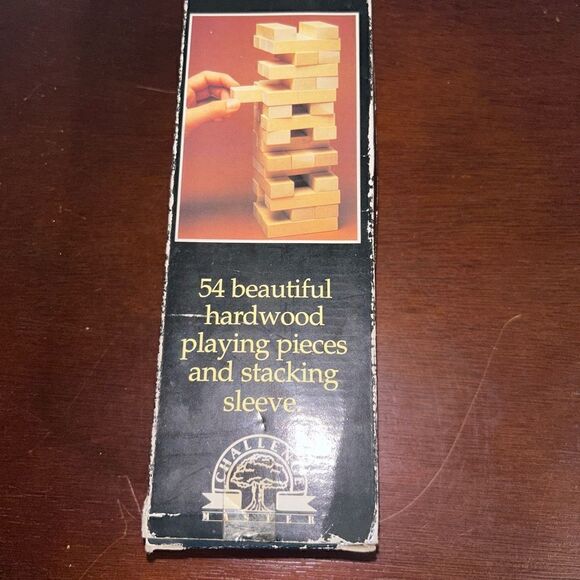 54 beautiful
hardwood
playing pieces
and stacking
sleeve.